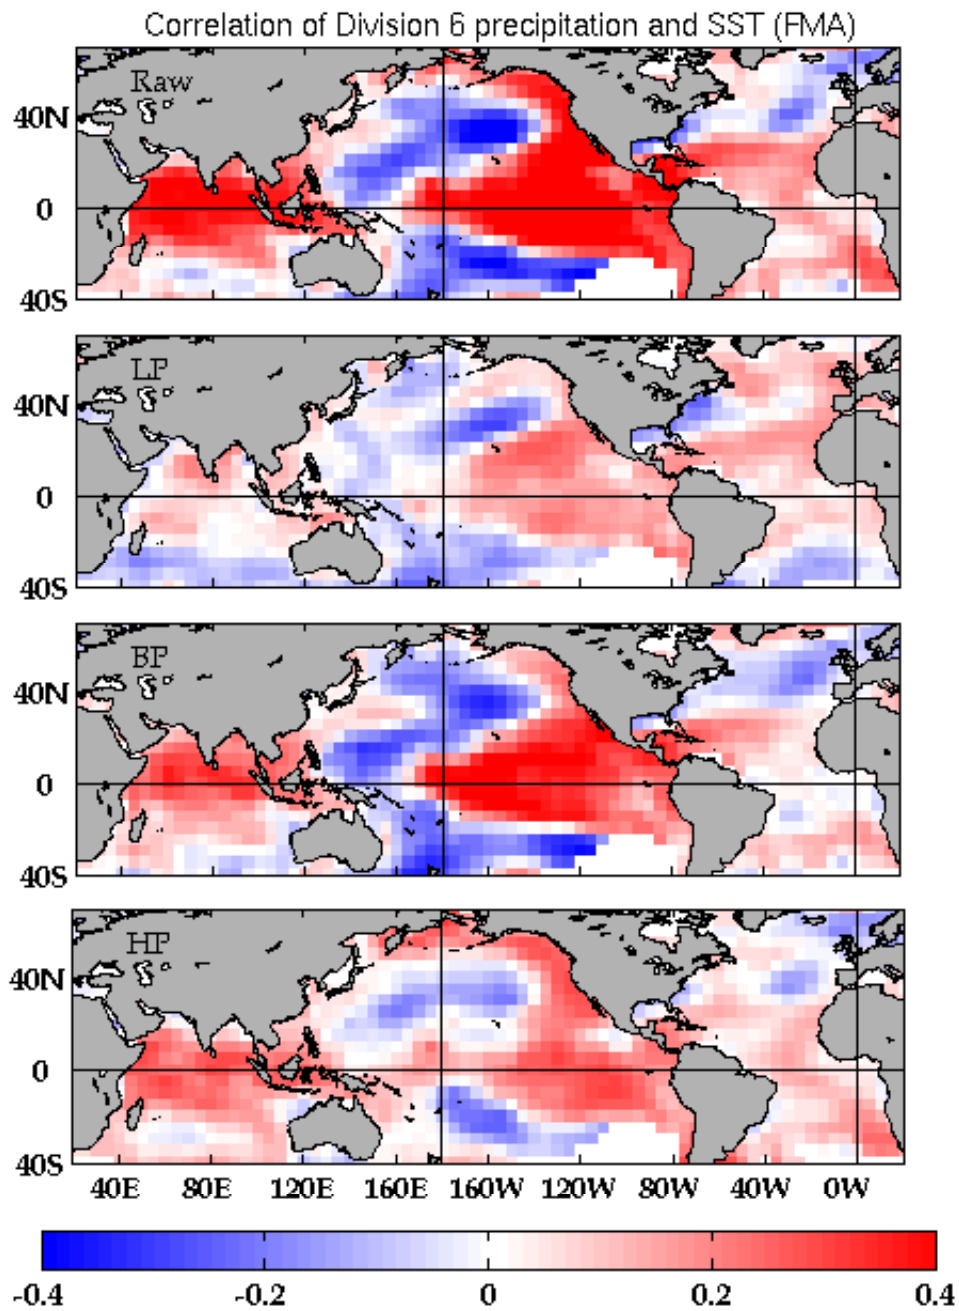 Correlation of Division 6 precipitation and SST (FMA)
Raw
40N
0
40S
LP
40N
0
40S
BP
40N
0
40S
HP
40N
0
40S
40E 80E 120E 160E 160W 120W 80W 40W 0W
-0.4 -0.2 0 0.2 0.4